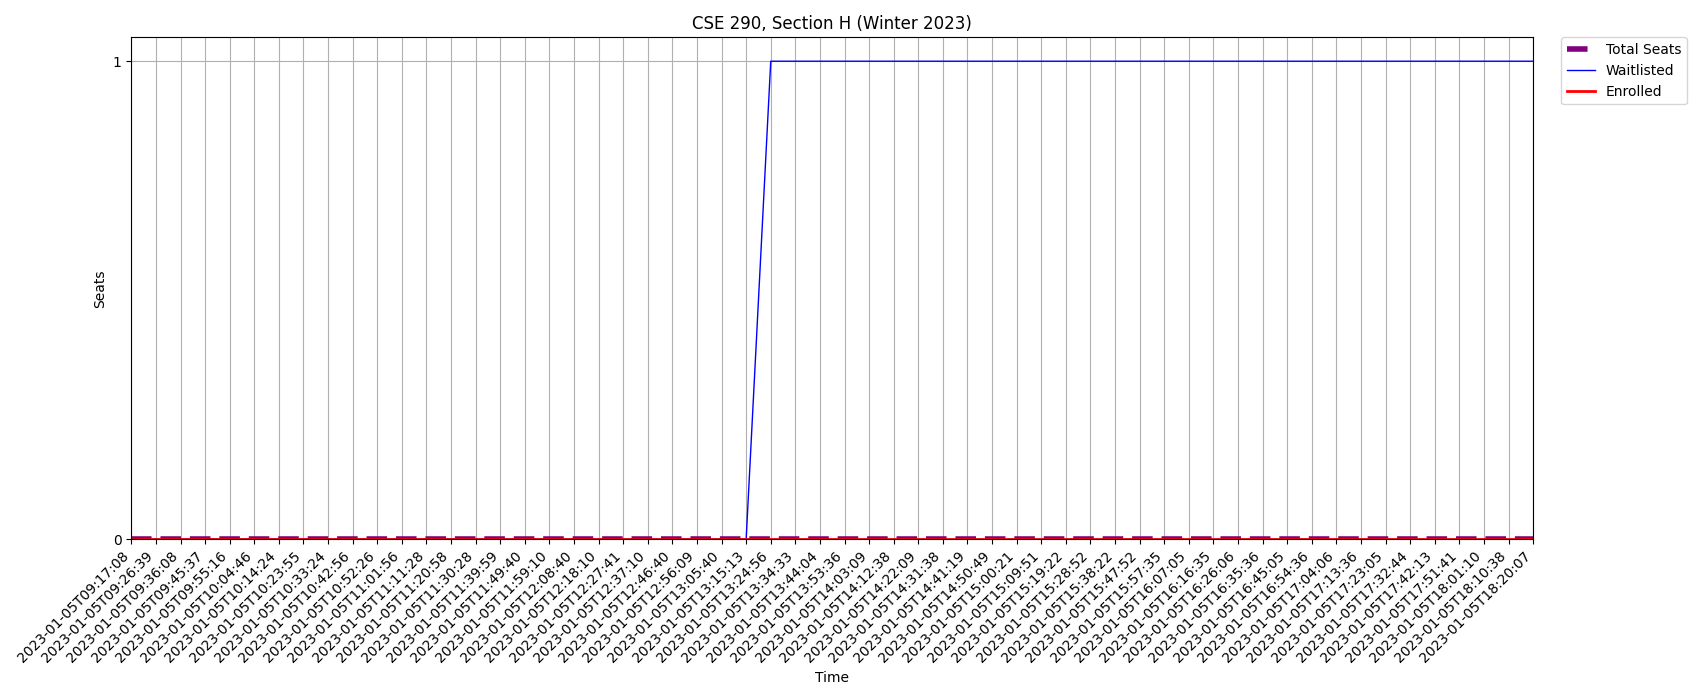 CSE 290, Section H (Winter 2023)
Total Seats
Waitlisted
Enrolled
Seats
1
0
2023-01-05T09:17:08
2023-01-05T09:26:39
2023-01-05T09:36:08
2023-01-05T09:45:37
2023-01-05T09:55:16
2023-01-05T10:04:46
2023-01-05T10:14:24
2023-01-05T10:23:55
2023-01-05T10:33:24
2023-01-05T10:42:56
2023-01-05T10:52:26
2023-01-05T11:01:56
2023-01-05T11:11:28
2023-01-05T11:20:58
2023-01-05T11:30:28
2023-01-05T11:39:59
2023-01-05T11:49:40
2023-01-05T11:59:10
2023-01-05T12:08:40
2023-01-05T12:18:10
2023-01-05T12:27:41
2023-01-05T12:37:10
2023-01-05T12:46:40
2023-01-05T12:56:09
2023-01-05T13:05:40
2023-01-05T13:15:13
2023-01-05T13:24:56
2023-01-05T13:34:33
2023-01-05T13:44:04
2023-01-05T13:53:36
2023-01-05T14:03:09
2023-01-05T14:12:38
2023-01-05T14:22:09
2023-01-05T14:31:38
2023-01-05T14:41:19
2023-01-05T14:50:49
2023-01-05T15:00:21
2023-01-05T15:09:51
2023-01-05T15:19:22
2023-01-05T15:28:52
2023-01-05T15:38:22
2023-01-05T15:47:52
2023-01-05T15:57:35
2023-01-05T16:07:05
2023-01-05T16:16:35
2023-01-05T16:26:06
2023-01-05T16:35:36
2023-01-05T16:45:05
2023-01-05T16:54:36
2023-01-05T17:04:06
2023-01-05T17:13:36
2023-01-05T17:23:05
2023-01-05T17:32:44
2023-01-05T17:42:13
2023-01-05T17:51:41
2023-01-05T18:01:10
2023-01-05T18:10:38
2023-01-05T18:20:07
Time